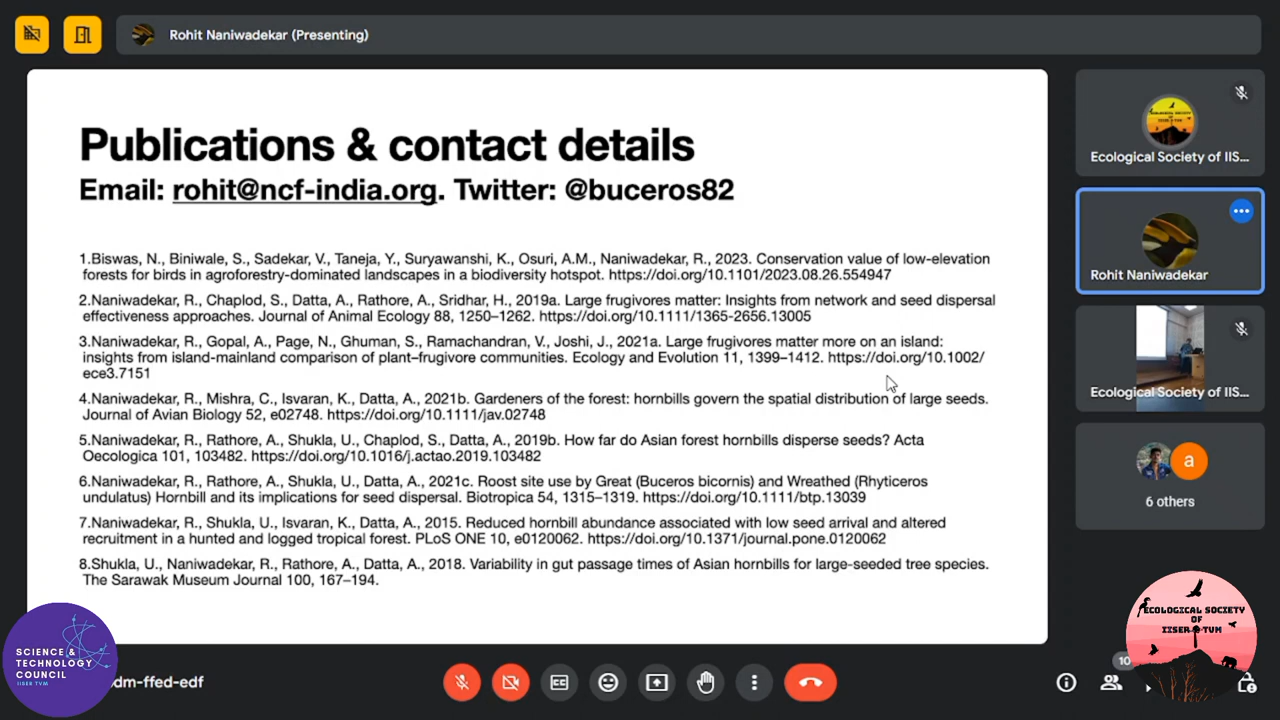 Rohit Naniwadekar (Presenting)
Publications & contact details
Email: rohit@ncf-india.org. Twitter: @buceros82
1.Biswas, N., Biniwale, S., Sadekar, V., Taneja, Y., Suryawanshi, K., Osuri, A.M., Naniwadekar, R., 2023. Conservation value of low-elevation
forests for birds in agroforestry-dominated landscapes in a biodiversity hotspot. https://doi.org/10.1101/2023.08.26.554947
2.Naniwadekar, R., Chaplod, S., Datta, A., Rathore, A., Sridhar, H., 2019a. Large frugivores matter: Insights from network and seed dispersal
effectiveness approaches. Journal of Animal Ecology 88, 1250–1262. https://doi.org/10.1111/1365-2656.13005
3.Naniwadekar, R., Gopal, A., Page, N., Ghuman, S., Ramachandran, V., Joshi, J., 2021a. Large frugivores matter more on an island:
insights from island-mainland comparison of plant–frugivore communities. Ecology and Evolution 11, 1399–1412. https://doi.org/10.1002/
ece3.7151
4.Naniwadekar, R., Mishra, C., Isvaran, K., Datta, A., 2021b. Gardeners of the forest: hornbills govern the spatial distribution of large seeds.
Journal of Avian Biology 52, e02748. https://doi.org/10.1111/jav.02748
5.Naniwadekar, R., Rathore, A., Shukla, U., Chaplod, S., Datta, A., 2019b. How far do Asian forest hornbills disperse seeds? Acta
Oecologica 101, 103482. https://doi.org/10.1016/j.actao.2019.103482
6.Naniwadekar, R., Rathore, A., Shukla, U., Datta, A., 2021c. Roost site use by Great (Buceros bicornis) and Wreathed (Rhyticeros
undulatus) Hornbill and its implications for seed dispersal. Biotropica 54, 1315–1319. https://doi.org/10.1111/btp.13039
7.Naniwadekar, R., Shukla, U., Isvaran, K., Datta, A., 2015. Reduced hornbill abundance associated with low seed arrival and altered
recruitment in a hunted and logged tropical forest. PLoS ONE 10, e0120062. https://doi.org/10.1371/journal.pone.0120062
8.Shukla, U., Naniwadekar, R., Rathore, A., Datta, A., 2018. Variability in gut passage times of Asian hornbills for large-seeded tree species.
The Sarawak Museum Journal 100, 167–194.
Ecological Society of IIS...
Rohit Naniwadekar
Ecological Society of IIS...
a
6 others
SCIENCE &
TECHNOLOGY
COUNCIL
IISER TVM
dm-ffed-edf
CC
10
ECOLOGICAL SOCIETY
OF
IISER TVM